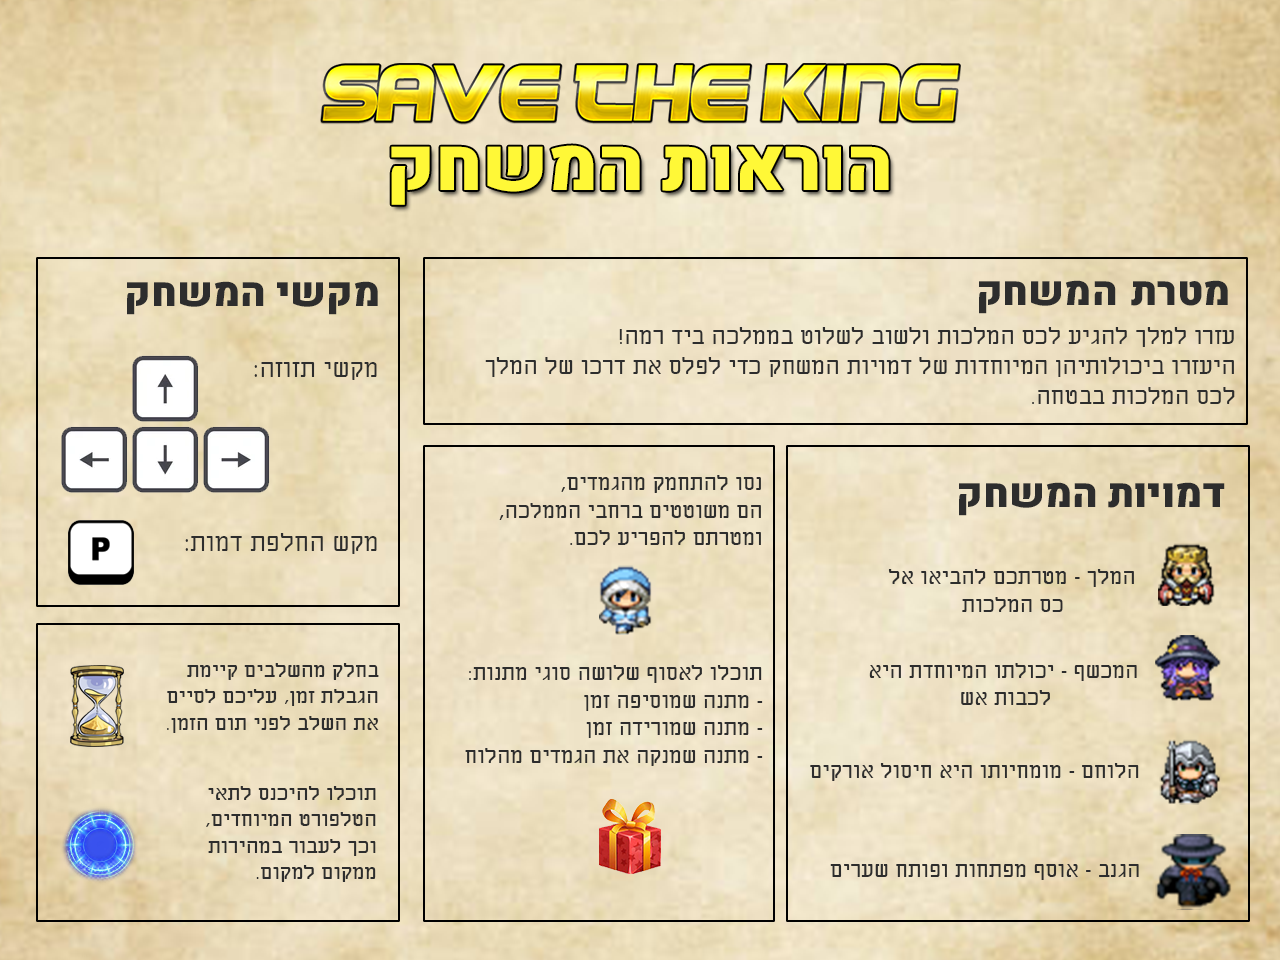 SAVE THE KING
הוראות המשחק
מטרת המשחק
עזרו למלך להגיע לכס המלכות ולשוב לשלוט בממלכה ביד רמה!
היעזרו ביכולותיהן המיוחדות של דמויות המשחק כדי לפלס את דרכו של המלך
לכס המלכות בבטחה.
מקשי המשחק
מקשי תזוזה:
מקש החלפת דמות:
P
דמויות המשחק
המלך - מטרתכם להביאו אל
כס המלכות
המכשף - יכולתו המיוחדת היא
לכבות אש
הלוחם - מומחיותו היא חיסול אורקים
הגנב - אוסף מפתחות ופותח שערים
נסו להתחמק מהגמדים,
הם משוטטים ברחבי הממלכה,
ומטרתם להפריע לכם.
תוכלו לאסוף שלושה סוגי מתנות:
- מתנה שמוסיפה זמן
- מתנה שמורידה זמן
- מתנה שמנקה את הגמדים מהלוח
בחלק מהשלבים קיימת
הגבלת זמן, עליכם לסיים
את השלב לפני תום הזמן.
תוכלו להיכנס לתאי
הטלפורט המיוחדים,
וכך לעבור במהירות
ממקום למקום.